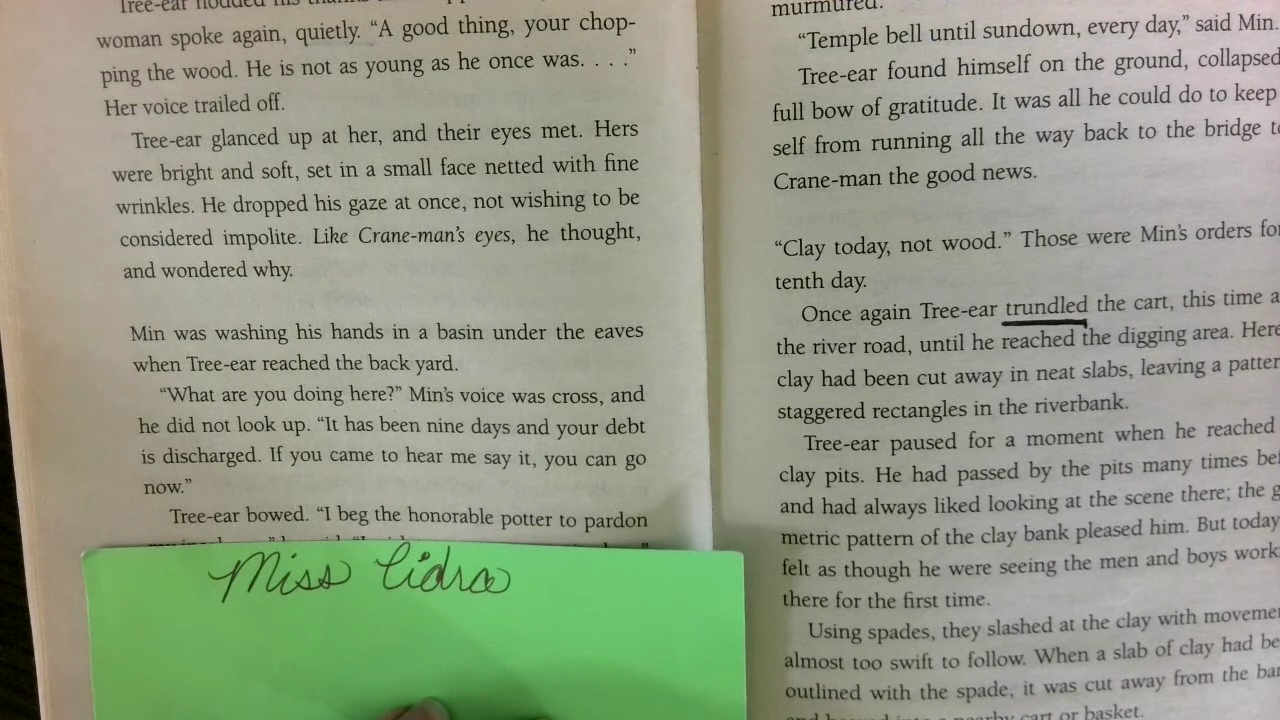 woman spoke again, quietly. “A good thing, your chop-
ping the wood. He is not as young as he once was. . . .”
Her voice trailed off.
Tree-ear glanced up at her, and their eyes met. Hers
were bright and soft, set in a small face netted with fine
wrinkles. He dropped his gaze at once, not wishing to be
considered impolite. Like Crane-man’s eyes, he thought,
and wondered why.
Min was washing his hands in a basin under the eaves
when Tree-ear reached the back yard.
“What are you doing here?” Min’s voice was cross, and
he did not look up. “It has been nine days and your debt
is discharged. If you came to hear me say it, you can go
now.”
Tree-ear bowed. “I beg the honorable potter to pardon
Miss Lidra
murmured.
“Temple bell until sundown, every day,” said Min.
Tree-ear found himself on the ground, collapsed
full bow of gratitude. It was all he could do to keep
self from running all the way back to the bridge
Crane-man the good news.
“Clay today, not wood.” Those were Min’s orders for
tenth day.
Once again Tree-ear trundled the cart, this time
the river road, until he reached the digging area. Here
clay had been cut away in neat slabs, leaving a
staggered rectangles in the riverbank.
Tree-ear paused for a moment when he reached
clay pits. He had passed by the pits many times
and had always liked looking at the scene there; the
metric pattern of the clay bank pleased him. But today
felt as though he were seeing the men and boys
there for the first time.
Using spades, they slashed at the clay with
almost too swift to follow. When a slab of clay had
outlined with the spade, it was cut away from the
cart or basket.